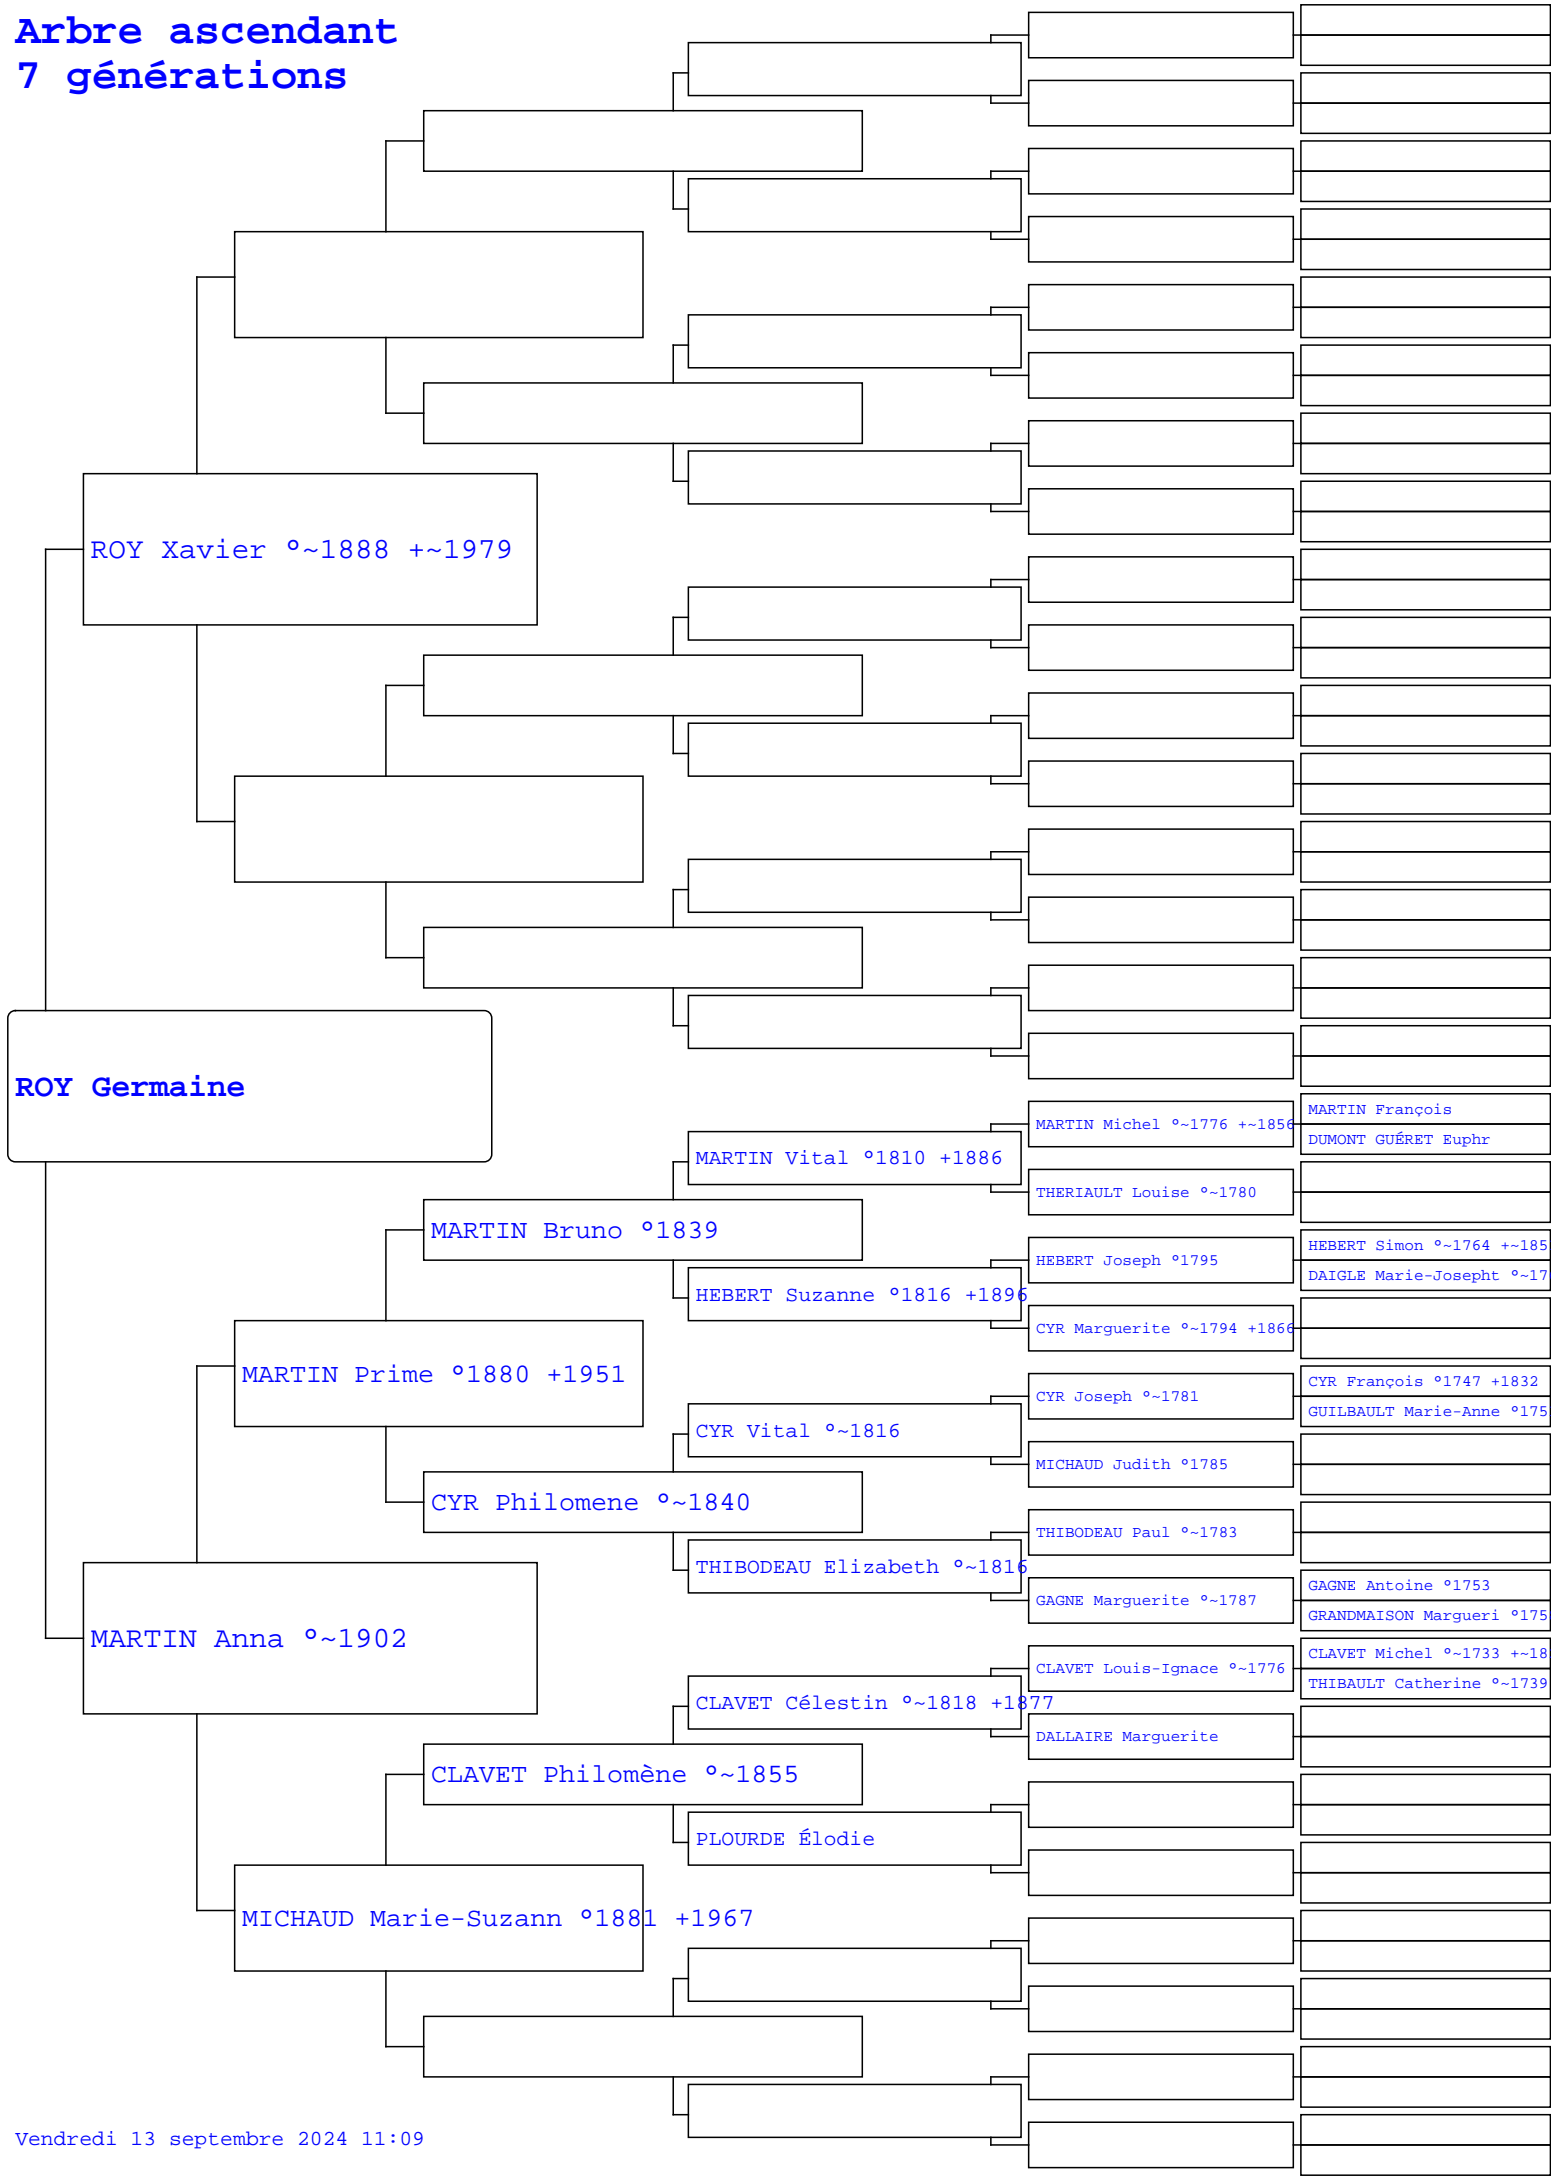 Arbre ascendant
7 générations
ROY Xavier °~1888 +~1979
ROY Germaine
MARTIN François
MARTIN Michel °~1776 +~1856
DUMONT GUÉRET Euphr
MARTIN Vital °1810 +1886
THERIAULT Louise °~1780
MARTIN Bruno °1839
HEBERT Simon °~1764 +~185
HEBERT Joseph °1795
DAIGLE Marie-Josepht °~17
HEBERT Suzanne °1816 +1896
CYR Marguerite °~1794 +1866
MARTIN Prime °1880 +1951
CYR François °1747 +1832
CYR Joseph °~1781
GUILBAULT Marie-Anne °175
CYR Vital °~1816
MICHAUD Judith °1785
CYR Philomene °~1840
THIBODEAU Paul °~1783
THIBODEAU Elizabeth °~1816
GAGNE Antoine °1753
GAGNE Marguerite °~1787
GRANDMAISON Margueri °175
MARTIN Anna °~1902
CLAVET Michel °~1733 +~18
CLAVET Louis-Ignace °~1776
THIBAULT Catherine °~1739
CLAVET Célestin °~1818 +1877
DALLAIRE Marguerite
CLAVET Philomène °~1855
PLOURDE Élodie
MICHAUD Marie-Suzann °1881 +1967
Vendredi 13 septembre 2024 11:09